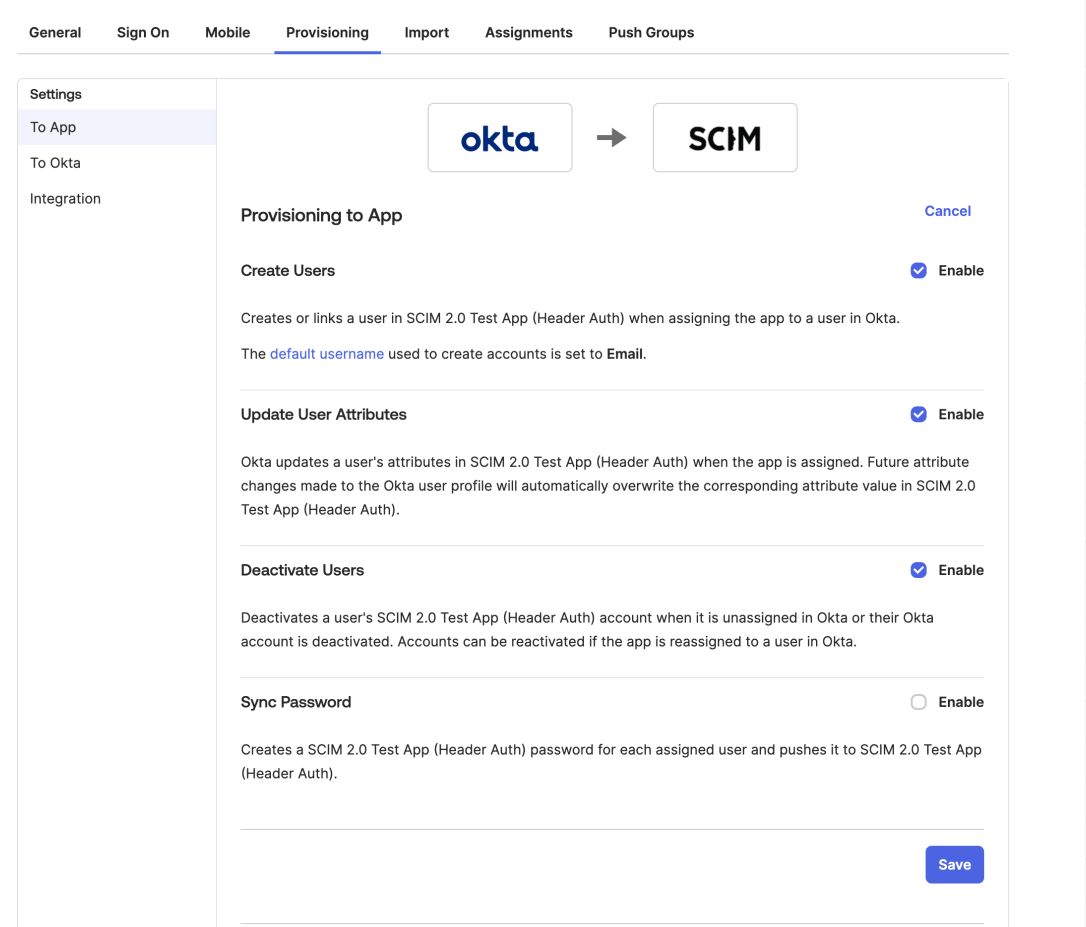 General Sign On Mobile Provisioning Import Assignments Push Groups
Settings
To App
To Okta
Integration
okta SCIM
Provisioning to App Cancel
Create Users Enable
Creates or links a user in SCIM 2.0 Test App (Header Auth) when assigning the app to a user in Okta.
The default username used to create accounts is set to Email.
Update User Attributes Enable
Okta updates a user's attributes in SCIM 2.0 Test App (Header Auth) when the app is assigned. Future attribute
changes made to the Okta user profile will automatically overwrite the corresponding attribute value in SCIM 2.0
Test App (Header Auth).
Deactivate Users Enable
Deactivates a user's SCIM 2.0 Test App (Header Auth) account when it is unassigned in Okta or their Okta
account is deactivated. Accounts can be reactivated if the app is reassigned to a user in Okta.
Sync Password Enable
Creates a SCIM 2.0 Test App (Header Auth) password for each assigned user and pushes it to SCIM 2.0 Test App
(Header Auth).
Save